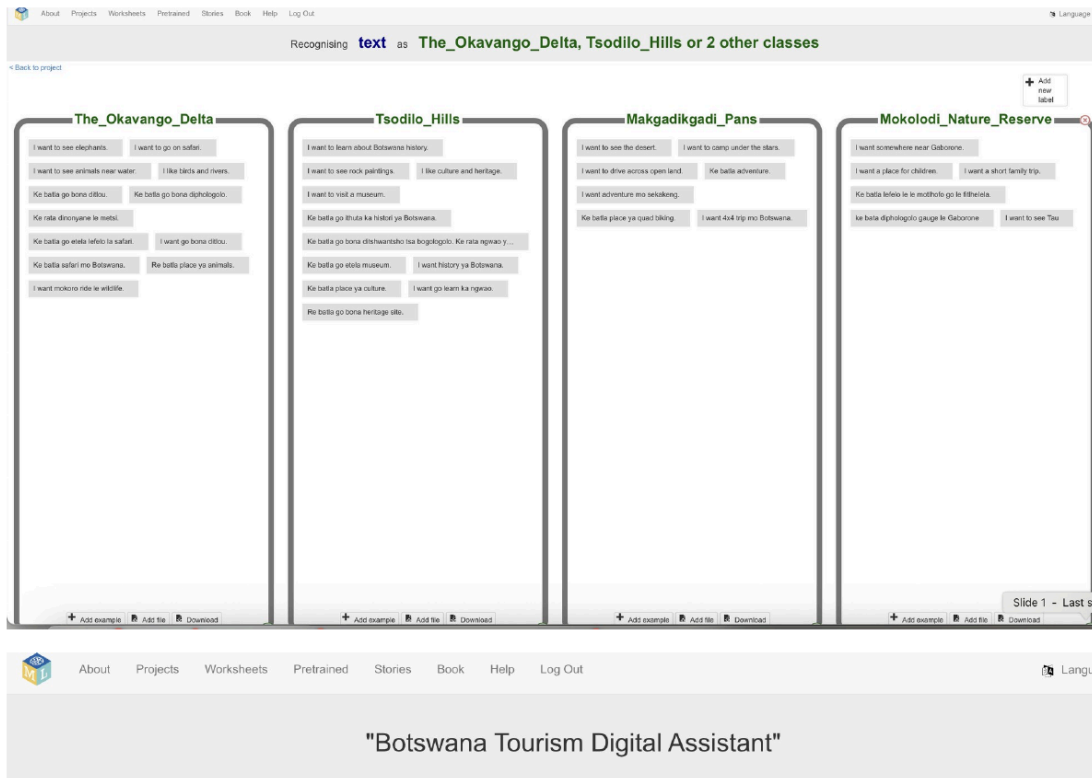 About Projects Worksheets Pretrained Stories Book Help Log Out Language
Recognising text as The_Okavango_Delta, Tsodilo_Hills or 2 other classes
< Back to project
Add new label
The_Okavango_Delta
I want to see elephants. I want to go on safari.
I want to see animals near water. I like birds and rivers.
Ke batla go bona ditlou. Ke batla go bona diphologolo.
Ke rata dinonyane le metsi.
Ke batla go etela lefelo la safari. I want go bona ditlou.
Ke batla safari mo Botswana. Re batla place ya animals.
I want mokoro ride le wildlife.
Add example Add file Download
Tsodilo_Hills
I want to learn about Botswana history.
I want to see rock paintings. I like culture and heritage.
I want to visit a museum.
Ke batla go ithuta ka histori ya Botswana.
Ke batla go bona ditshwantsho tsa bogologolo. Ke rata ngwao y...
Ke batla go etela museum. I want history ya Botswana.
Ke batla place ya culture. I want go learn ka ngwao.
Re batla go bona heritage site.
Add example Add file Download
Makgadikgadi_Pans
I want to see the desert. I want to camp under the stars.
I want to drive across open land. Ke batla adventure.
I want adventure mo sekakeng.
Ke batla place ya quad biking. I want 4x4 trip mo Botswana.
Add example Add file Download
Mokolodi_Nature_Reserve
I want somewhere near Gaborone.
I want a place for children. I want a short family trip.
Ke batla lefelo le le motlhofo go le fitlhelela.
ke bata diphologolo gauge le Gaborone I want to see Tau
Add example Add file Download
Slide 1 - Last s
ML
About Projects Worksheets Pretrained Stories Book Help Log Out Langu
"Botswana Tourism Digital Assistant"